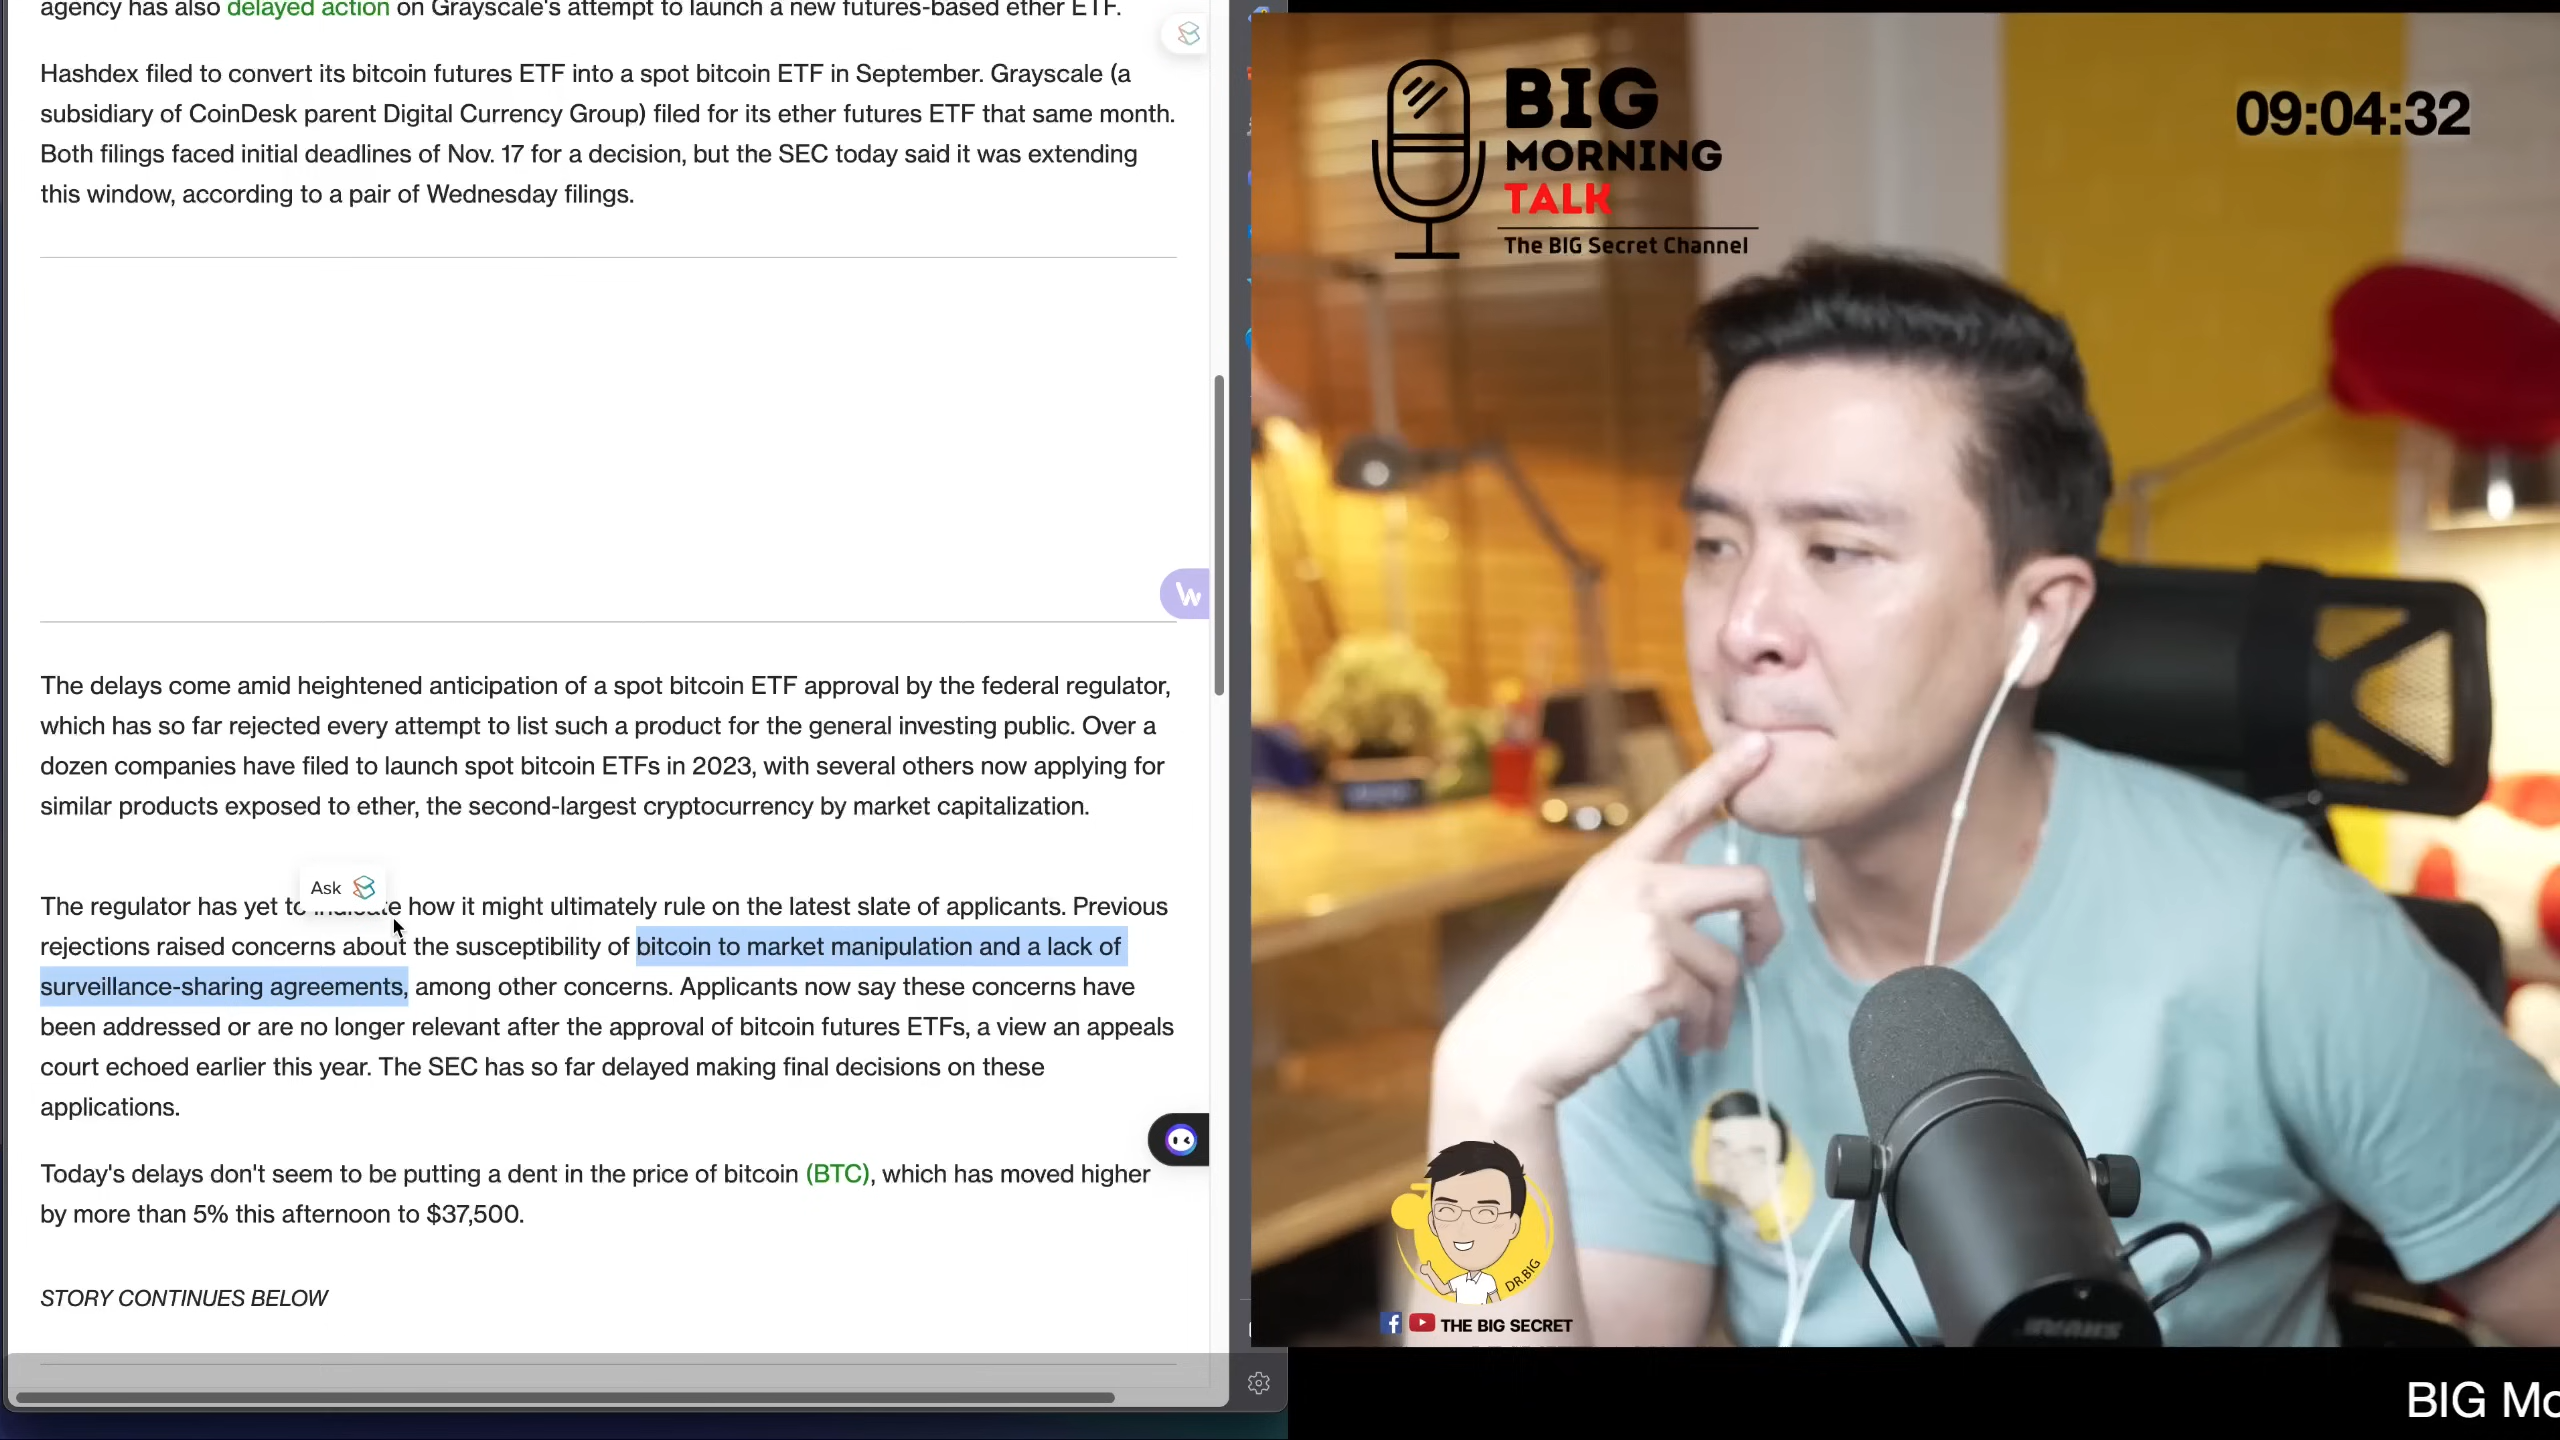 agency has also delayed action on Grayscale's attempt to launch a new futures-based ether ETF.
Hashdex filed to convert its bitcoin futures ETF into a spot bitcoin ETF in September. Grayscale (a
subsidiary of CoinDesk parent Digital Currency Group) filed for its ether futures ETF that same month.
Both filings faced initial deadlines of Nov. 17 for a decision, but the SEC today said it was extending
this window, according to a pair of Wednesday filings.
The delays come amid heightened anticipation of a spot bitcoin ETF approval by the federal regulator,
which has so far rejected every attempt to list such a product for the general investing public. Over a
dozen companies have filed to launch spot bitcoin ETFs in 2023, with several others now applying for
similar products exposed to ether, the second-largest cryptocurrency by market capitalization.
Ask
The regulator has yet to indicate how it might ultimately rule on the latest slate of applicants. Previous
rejections raised concerns about the susceptibility of bitcoin to market manipulation and a lack of
surveillance-sharing agreements, among other concerns. Applicants now say these concerns have
been addressed or are no longer relevant after the approval of bitcoin futures ETFs, a view an appeals
court echoed earlier this year. The SEC has so far delayed making final decisions on these
applications.
Today's delays don't seem to be putting a dent in the price of bitcoin (BTC), which has moved higher
by more than 5% this afternoon to $37,500.
STORY CONTINUES BELOW
BIG
MORNING
TALK
The BIG Secret Channel
09:04:32
DR.BIG
THE BIG SECRET
BIG Mo